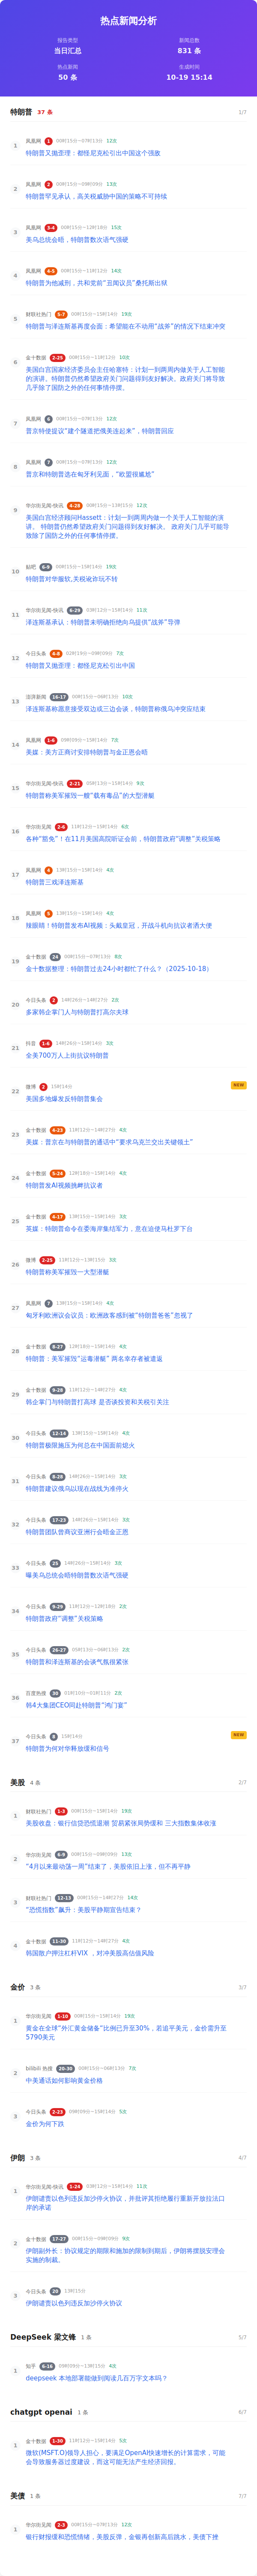 热点新闻分析
报告类型
新闻总数
当日汇总
831 条
热点新闻
生成时间
50 条
10-19 15:14
特朗普 37 条 1/7
1 凤凰网 1 00时15分~07时13分 12次
特朗普又抛歪理：都怪尼克松引出中国这个强敌
2 凤凰网 2 00时15分~09时09分 13次
特朗普罕见承认，高关税威胁中国的策略不可持续
3 凤凰网 3-4 00时15分~12时18分 15次
美乌总统会晤，特朗普数次语气强硬
4 凤凰网 4-5 00时15分~11时12分 14次
特朗普为他减刑，共和党前“丑闻议员”桑托斯出狱
5 财联社热门 5-7 00时15分~15时14分 19次
特朗普与泽连斯基再度会面：希望能在不动用“战斧”的情况下结束冲突
6 金十数据 2-25 00时15分~11时12分 10次
美国白宫国家经济委员会主任哈塞特：计划一到两周内做关于人工智能
的演讲。特朗普仍然希望政府关门问题得到友好解决。政府关门将导致
几乎除了国防之外的任何事情停摆。
7 凤凰网 6 00时15分~07时13分 12次
普京特使提议“建个隧道把俄美连起来”，特朗普回应
8 凤凰网 7 00时15分~07时13分 12次
普京和特朗普选在匈牙利见面，“欧盟很尴尬”
9 华尔街见闻-快讯 4-28 00时15分~13时15分 12次
美国白宫经济顾问Hassett：计划一到两周内做一个关于人工智能的演
讲。 特朗普仍然希望政府关门问题得到友好解决。 政府关门几乎可能导
致除了国防之外的任何事情停摆。
10 贴吧 6-9 00时15分~15时14分 19次
特朗普对华服软,关税讹诈玩不转
11 华尔街见闻-快讯 6-29 03时12分~15时14分 11次
泽连斯基承认：特朗普未明确拒绝向乌提供“战斧”导弹
12 今日头条 4-8 02时19分~09时09分 7次
特朗普又抛歪理：都怪尼克松引出中国
13 澎湃新闻 16-17 00时15分~06时13分 10次
泽连斯基称愿意接受双边或三边会谈，特朗普称俄乌冲突应结束
14 凤凰网 1-6 09时09分~15时14分 7次
美媒：美方正商讨安排特朗普与金正恩会晤
15 华尔街见闻-快讯 2-21 05时13分~15时14分 9次
特朗普称美军摧毁一艘“载有毒品”的大型潜艇
16 华尔街见闻 2-6 11时12分~15时14分 6次
各种“豁免”！在11月美国高院听证会前，特朗普政府“调整”关税策略
17 凤凰网 4 13时15分~15时14分 4次
特朗普三戏泽连斯基
18 凤凰网 5 13时15分~15时14分 4次
辣眼睛！特朗普发布AI视频：头戴皇冠，开战斗机向抗议者洒大便
19 金十数据 24 00时15分~07时13分 8次
金十数据整理：特朗普过去24小时都忙了什么？（2025-10-18）
20 今日头条 2 14时26分~14时27分 2次
多家韩企掌门人与特朗普打高尔夫球
21 抖音 1-6 14时26分~15时14分 3次
全美700万人上街抗议特朗普
22 微博 2 15时14分 NEW
美国多地爆发反特朗普集会
23 金十数据 4-23 11时12分~14时27分 4次
美媒：普京在与特朗普的通话中“要求乌克兰交出关键领土”
24 金十数据 5-24 12时18分~15时14分 4次
特朗普发AI视频挑衅抗议者
25 金十数据 4-17 13时15分~15时14分 3次
英媒：特朗普命令在委海岸集结军力，意在迫使马杜罗下台
26 微博 2-25 11时12分~13时15分 3次
特朗普称美军摧毁一大型潜艇
27 凤凰网 7 13时15分~15时14分 4次
匈牙利欧洲议会议员：欧洲政客感到被“特朗普爸爸”忽视了
28 金十数据 8-27 12时18分~15时14分 4次
特朗普：美军摧毁“运毒潜艇” 两名幸存者被遣返
29 金十数据 9-28 11时12分~14时27分 4次
韩企掌门与特朗普打高球 是否谈投资和关税引关注
30 今日头条 12-14 13时15分~15时14分 4次
特朗普极限施压为何总在中国面前熄火
31 今日头条 8-28 14时26分~15时14分 3次
特朗普建议俄乌以现在战线为准停火
32 今日头条 17-23 14时26分~15时14分 3次
特朗普团队曾商议亚洲行会晤金正恩
33 今日头条 25 14时26分~15时14分 3次
曝美乌总统会晤特朗普数次语气强硬
34 今日头条 9-29 11时12分~12时18分 2次
特朗普政府“调整”关税策略
35 今日头条 26-27 05时13分~06时13分 2次
特朗普和泽连斯基的会谈气氛很紧张
36 百度热搜 30 01时10分~01时11分 2次
韩4大集团CEO同赴特朗普“鸿门宴”
37 今日头条 8 15时14分 NEW
特朗普为何对华释放缓和信号
美股 4 条 2/7
1 财联社热门 1-3 00时15分~15时14分 19次
美股收盘：银行信贷恐慌退潮 贸易紧张局势缓和 三大指数集体收涨
2 华尔街见闻 6-9 00时15分~09时09分 13次
“4月以来最动荡一周”结束了，美股依旧上涨，但不再平静
3 财联社热门 12-13 00时15分~14时27分 14次
“恐慌指数”飙升：美股平静期宣告结束？
4 金十数据 11-30 11时12分~14时27分 4次
韩国散户押注杠杆VIX ，对冲美股高估值风险
金价 3 条 3/7
1 华尔街见闻 1-10 00时15分~15时14分 19次
黄金在全球“外汇黄金储备”比例已升至30%，若追平美元，金价需升至
5790美元
2 bilibili 热搜 20-30 00时15分~06时13分 7次
中美通话如何影响黄金价格
3 今日头条 2-23 09时09分~15时14分 5次
金价为何下跌
伊朗 3 条 4/7
1 华尔街见闻-快讯 1-24 03时12分~15时14分 11次
伊朗谴责以色列违反加沙停火协议，并批评其拒绝履行重新开放拉法口
岸的承诺
2 金十数据 17-27 00时15分~09时09分 9次
伊朗副外长：协议规定的期限和施加的限制到期后，伊朗将摆脱安理会
实施的制裁。
3 今日头条 20 13时15分
伊朗谴责以色列违反加沙停火协议
DeepSeek 梁文锋 1 条 5/7
1 知乎 6-16 09时09分~13时15分 4次
deepseek 本地部署能做到阅读几百万字文本吗？
chatgpt openai 1 条 6/7
1 金十数据 1-30 11时12分~15时14分 5次
微软(MSFT.O)领导人担心，要满足OpenAI快速增长的计算需求，可能
会导致服务器过度建设，而这可能无法产生经济回报。
美债 1 条 7/7
1 华尔街见闻 2-3 00时15分~07时13分 12次
银行财报缓和恐慌情绪，美股反弹，金银再创新高后跳水，美债下挫